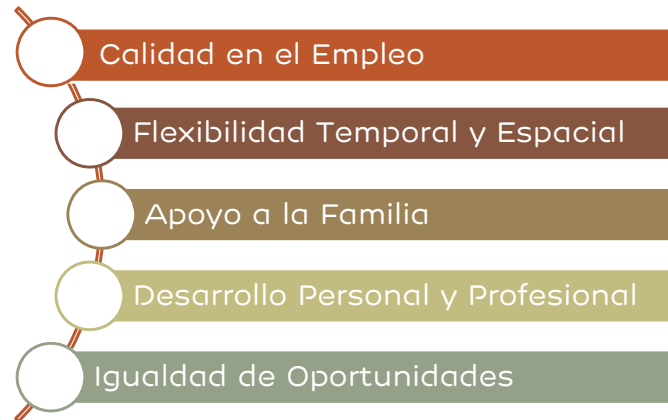 Calidad en el Empleo
Flexibilidad Temporal y Espacial
Apoyo a la Familia
Desarrollo Personal y Profesional
Igualdad de Oportunidades